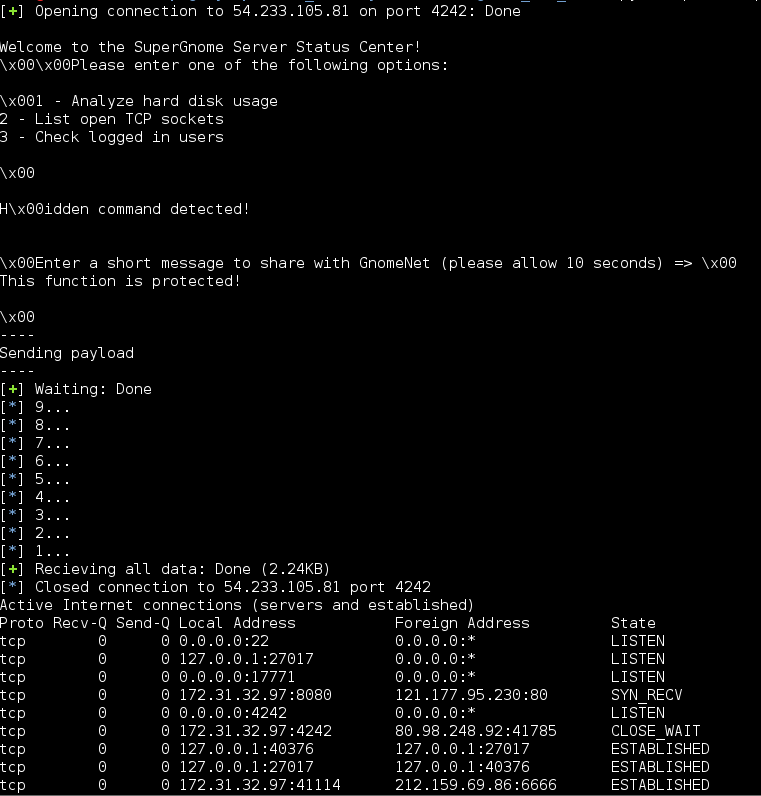 [+] Opening connection to 54.233.105.81 on port 4242: Done
Welcome to the SuperGnome Server Status Center!
\x00\x00Please enter one of the following options:
\x001 - Analyze hard disk usage
2 - List open TCP sockets
3 - Check logged in users
\x00
H\x00idden command detected!
\x00Enter a short message to share with GnomeNet (please allow 10 seconds) => \x00
This function is protected!
\x00
----
Sending payload
----
[+] Waiting: Done
[*] 9...
[*] 8...
[*] 7...
[*] 6...
[*] 5...
[*] 4...
[*] 3...
[*] 2...
[*] 1...
[+] Recieving all data: Done (2.24KB)
[*] Closed connection to 54.233.105.81 port 4242
Active Internet connections (servers and established)
Proto Recv-Q Send-Q Local Address           Foreign Address         State
tcp        0      0 0.0.0.0:22              0.0.0.0:*               LISTEN
tcp        0      0 127.0.0.1:27017         0.0.0.0:*               LISTEN
tcp        0      0 0.0.0.0:17771           0.0.0.0:*               LISTEN
tcp        0      0 172.31.32.97:8080       121.177.95.230:80       SYN_RECV
tcp        0      0 0.0.0.0:4242            0.0.0.0:*               LISTEN
tcp        0      0 172.31.32.97:4242       80.98.248.92:41785      CLOSE_WAIT
tcp        0      0 127.0.0.1:40376         127.0.0.1:27017         ESTABLISHED
tcp        0      0 127.0.0.1:27017         127.0.0.1:40376         ESTABLISHED
tcp        0      0 172.31.32.97:41114      212.159.69.86:6666      ESTABLISHED